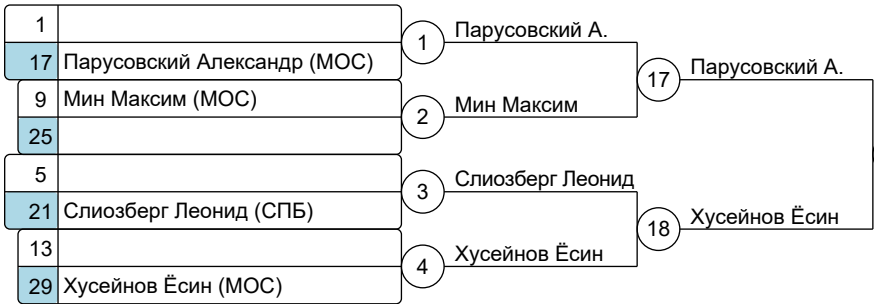 1
17 Парусовский Александр (МОС)
9 Мин Максим (МОС)
25
5
21 Слиозберг Леонид (СПБ)
13
29 Хусейнов Ёсин (МОС)
1 Парусовский А.
2 Мин Максим
3 Слиозберг Леонид
4 Хусейнов Ёсин
17 Парусовский А.
18 Хусейнов Ёсин